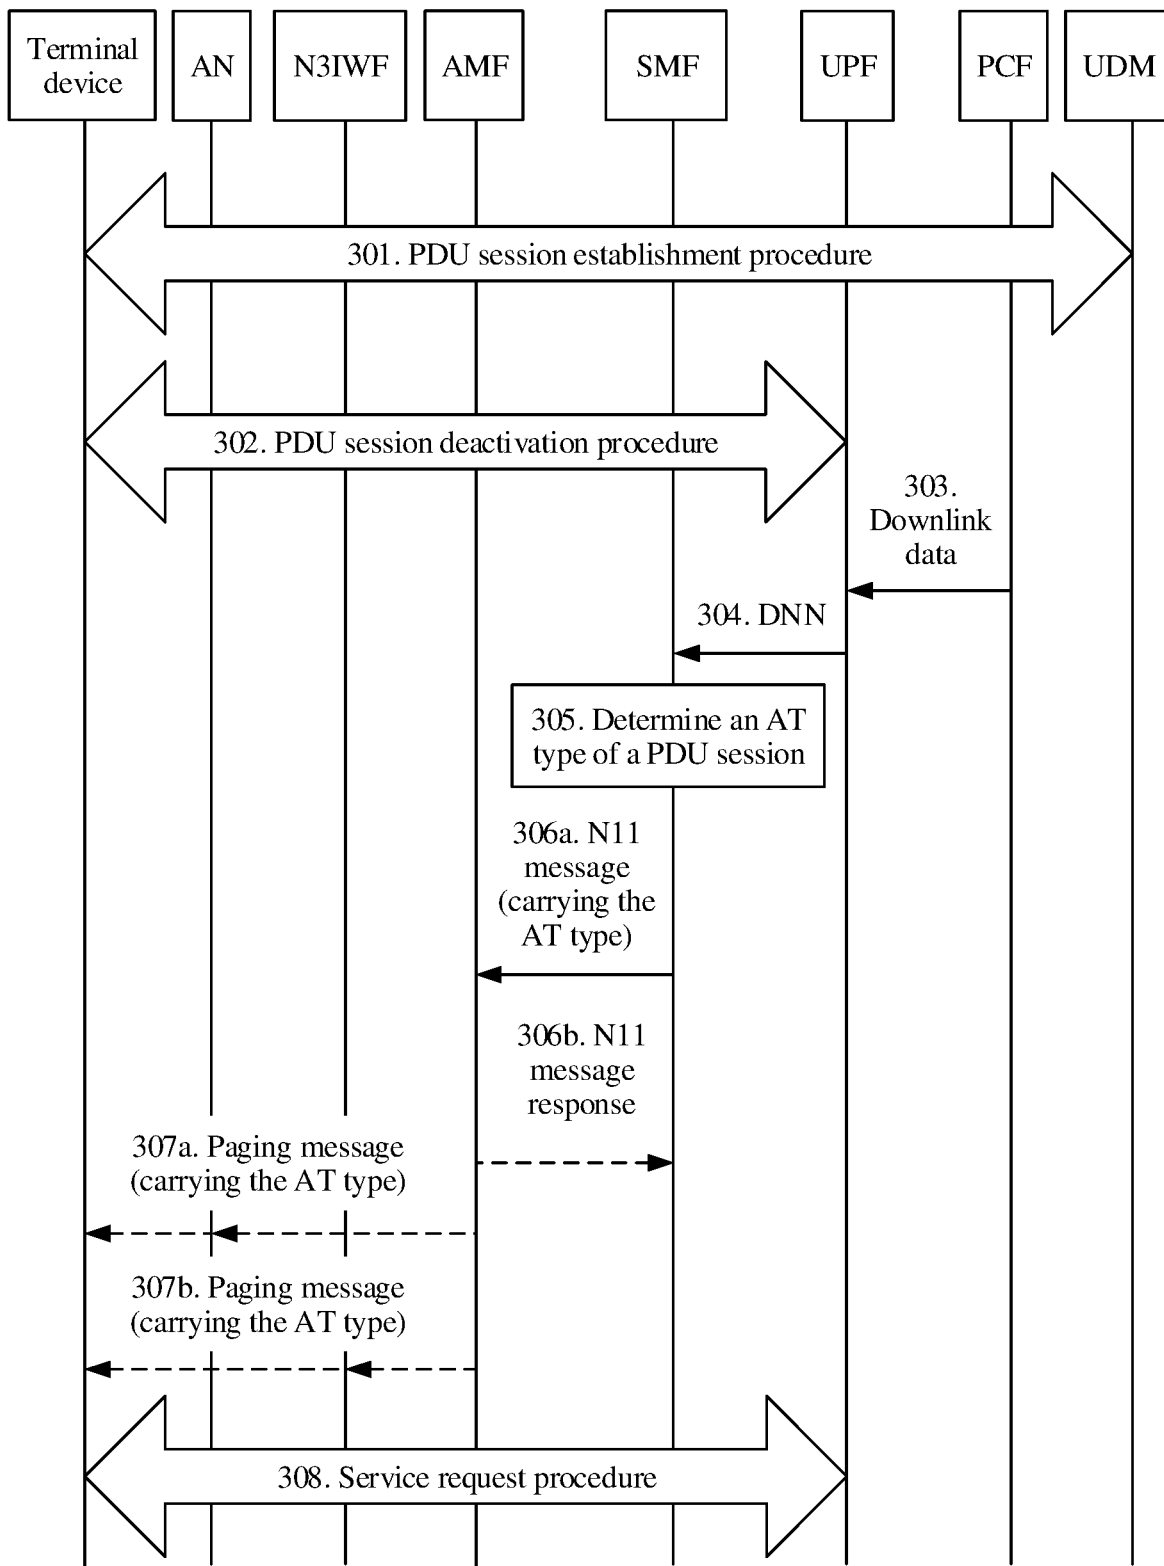 Terminal
device
AN
N3IWF
AMF
SMF
UPF
PCF
UDM
301. PDU session establishment procedure
302. PDU session deactivation procedure
303.
Downlink
data
304. DNN
305. Determine an AT
type of a PDU session
306a. N11
message
(carrying the
AT type)
306b. N11
message
response
307a. Paging message
(carrying the AT type)
307b. Paging message
(carrying the AT type)
308. Service request procedure